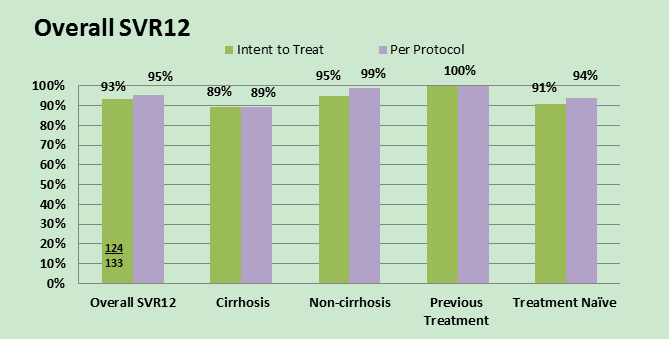 Overall SVR12
Intent to Treat Per Protocol
93% 95% 89% 89% 95% 99% 100% 91% 94%
100%
90%
80%
70%
60%
50%
40%
30%
20%
10%
0%
124
133
Overall SVR12 Cirrhosis Non-cirrhosis Previous Treatment Naïve
Treatment